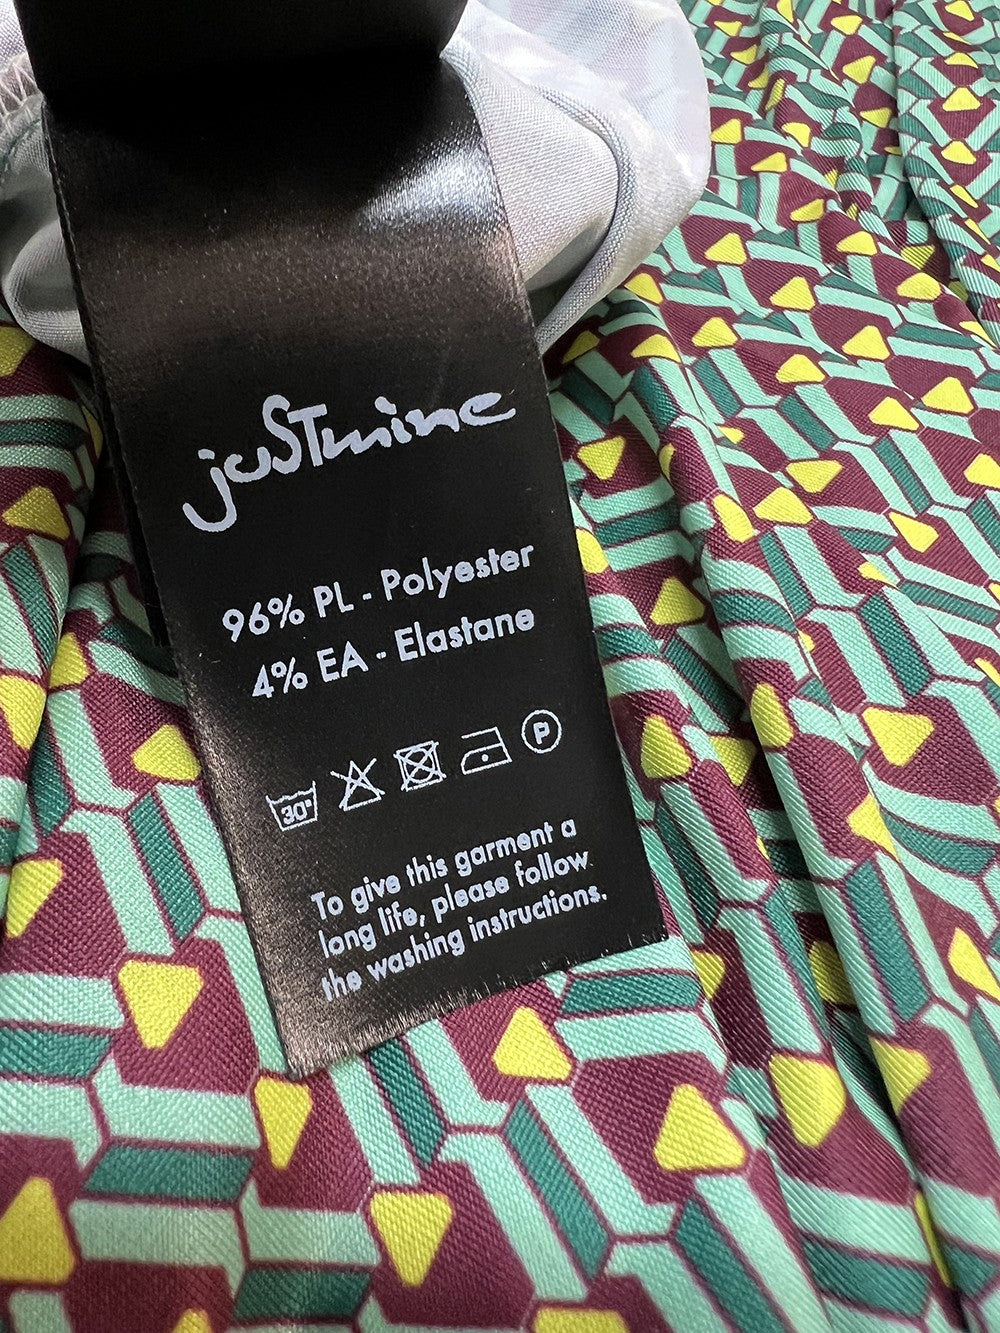 juSTmine
96% PL - Polyester
4% EA - Elastane
30° P
To give this garment a
long life, please follow
the washing instructions.